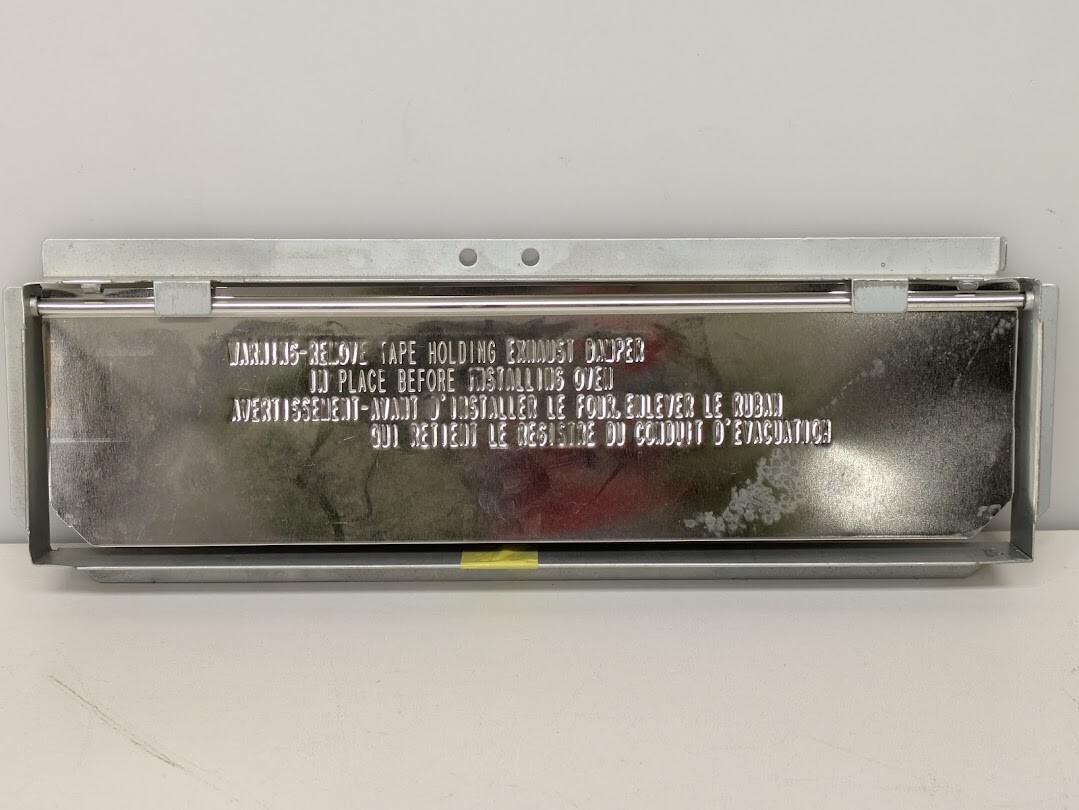 WARNING-REMOVE TAPE HOLDING EXHAUST DAMPER
IN PLACE BEFORE INSTALLING OVEN
AVERTISSEMENT-AVANT D'INSTALLER LE FOUR, ENLEVER LE RUBAN
QUI RETIENT LE REGISTRE DU CONDUIT D'EVACUATION